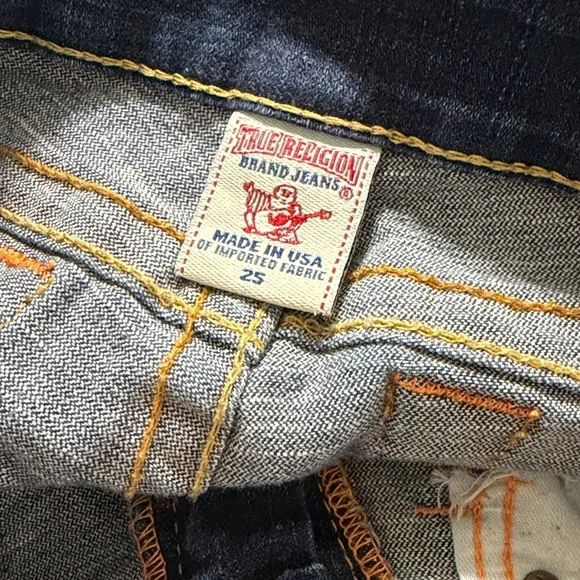 TRUE RELIGION
BRAND JEANS®
MADE IN USA
OF IMPORTED FABRIC
25